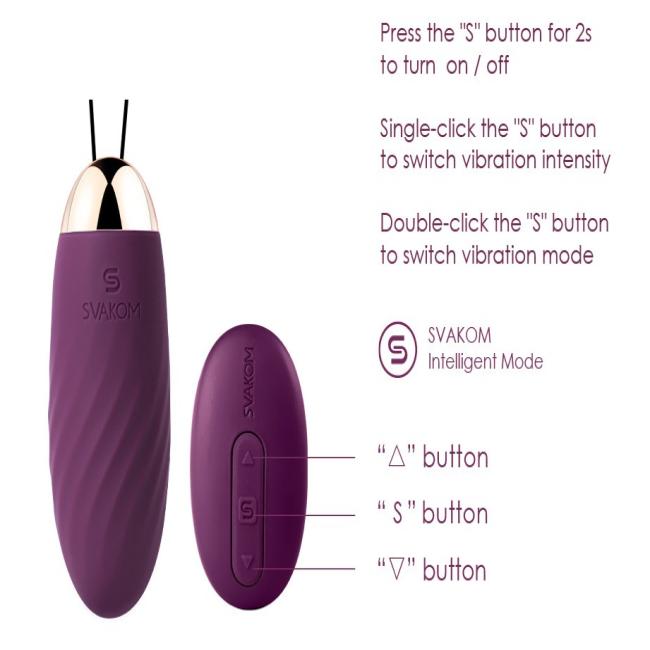 Press the "S" button for 2s
to turn on / off
Single-click the "S" button
to switch vibration intensity
Double-click the "S" button
to switch vibration mode
S
SVAKOM
S
SVAKOM
Intelligent Mode
SVAKOM
S
“△” button
“ S ” button
“▽” button